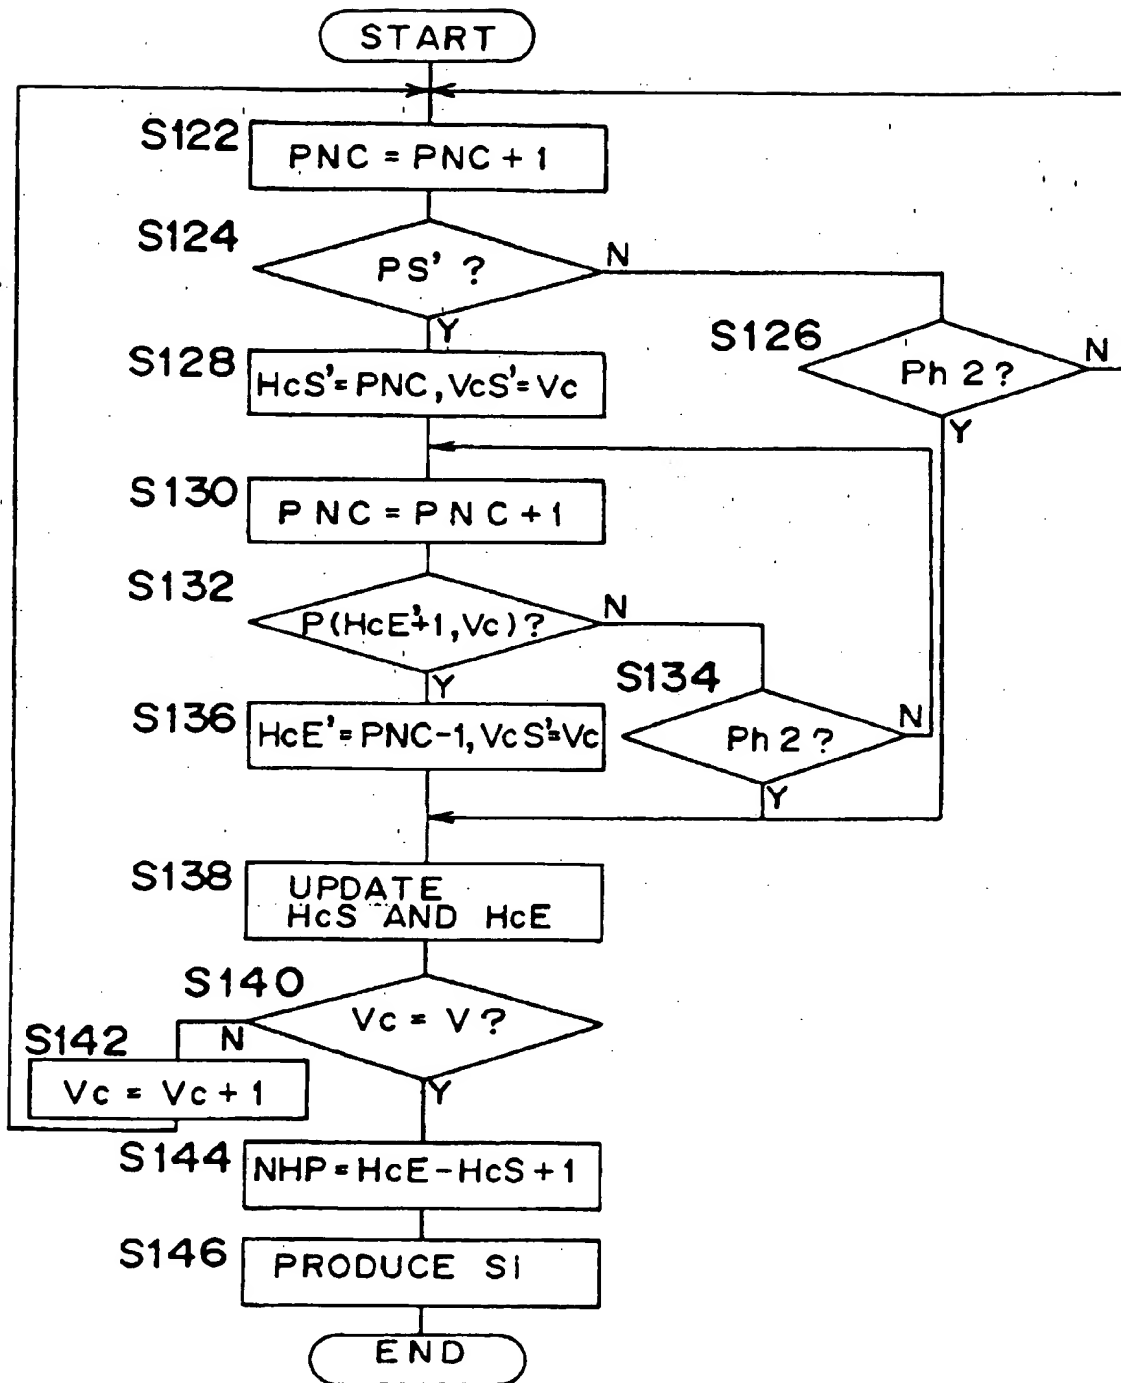 START
S122
PNC = PNC + 1
S124
PS' ?
N
Y
S126
Ph 2 ?
N
Y
S128
HcS' = PNC, VcS' = Vc
S130
PNC = PNC + 1
S132
P(HcE'+1, Vc) ?
N
Y
S134
Ph 2 ?
N
Y
S136
HcE' = PNC-1, VcS' = Vc
S138
UPDATE
HcS AND HcE
S140
Vc = V ?
N
Y
S142
Vc = Vc + 1
S144
NHP = HcE - HcS + 1
S146
PRODUCE Si
END